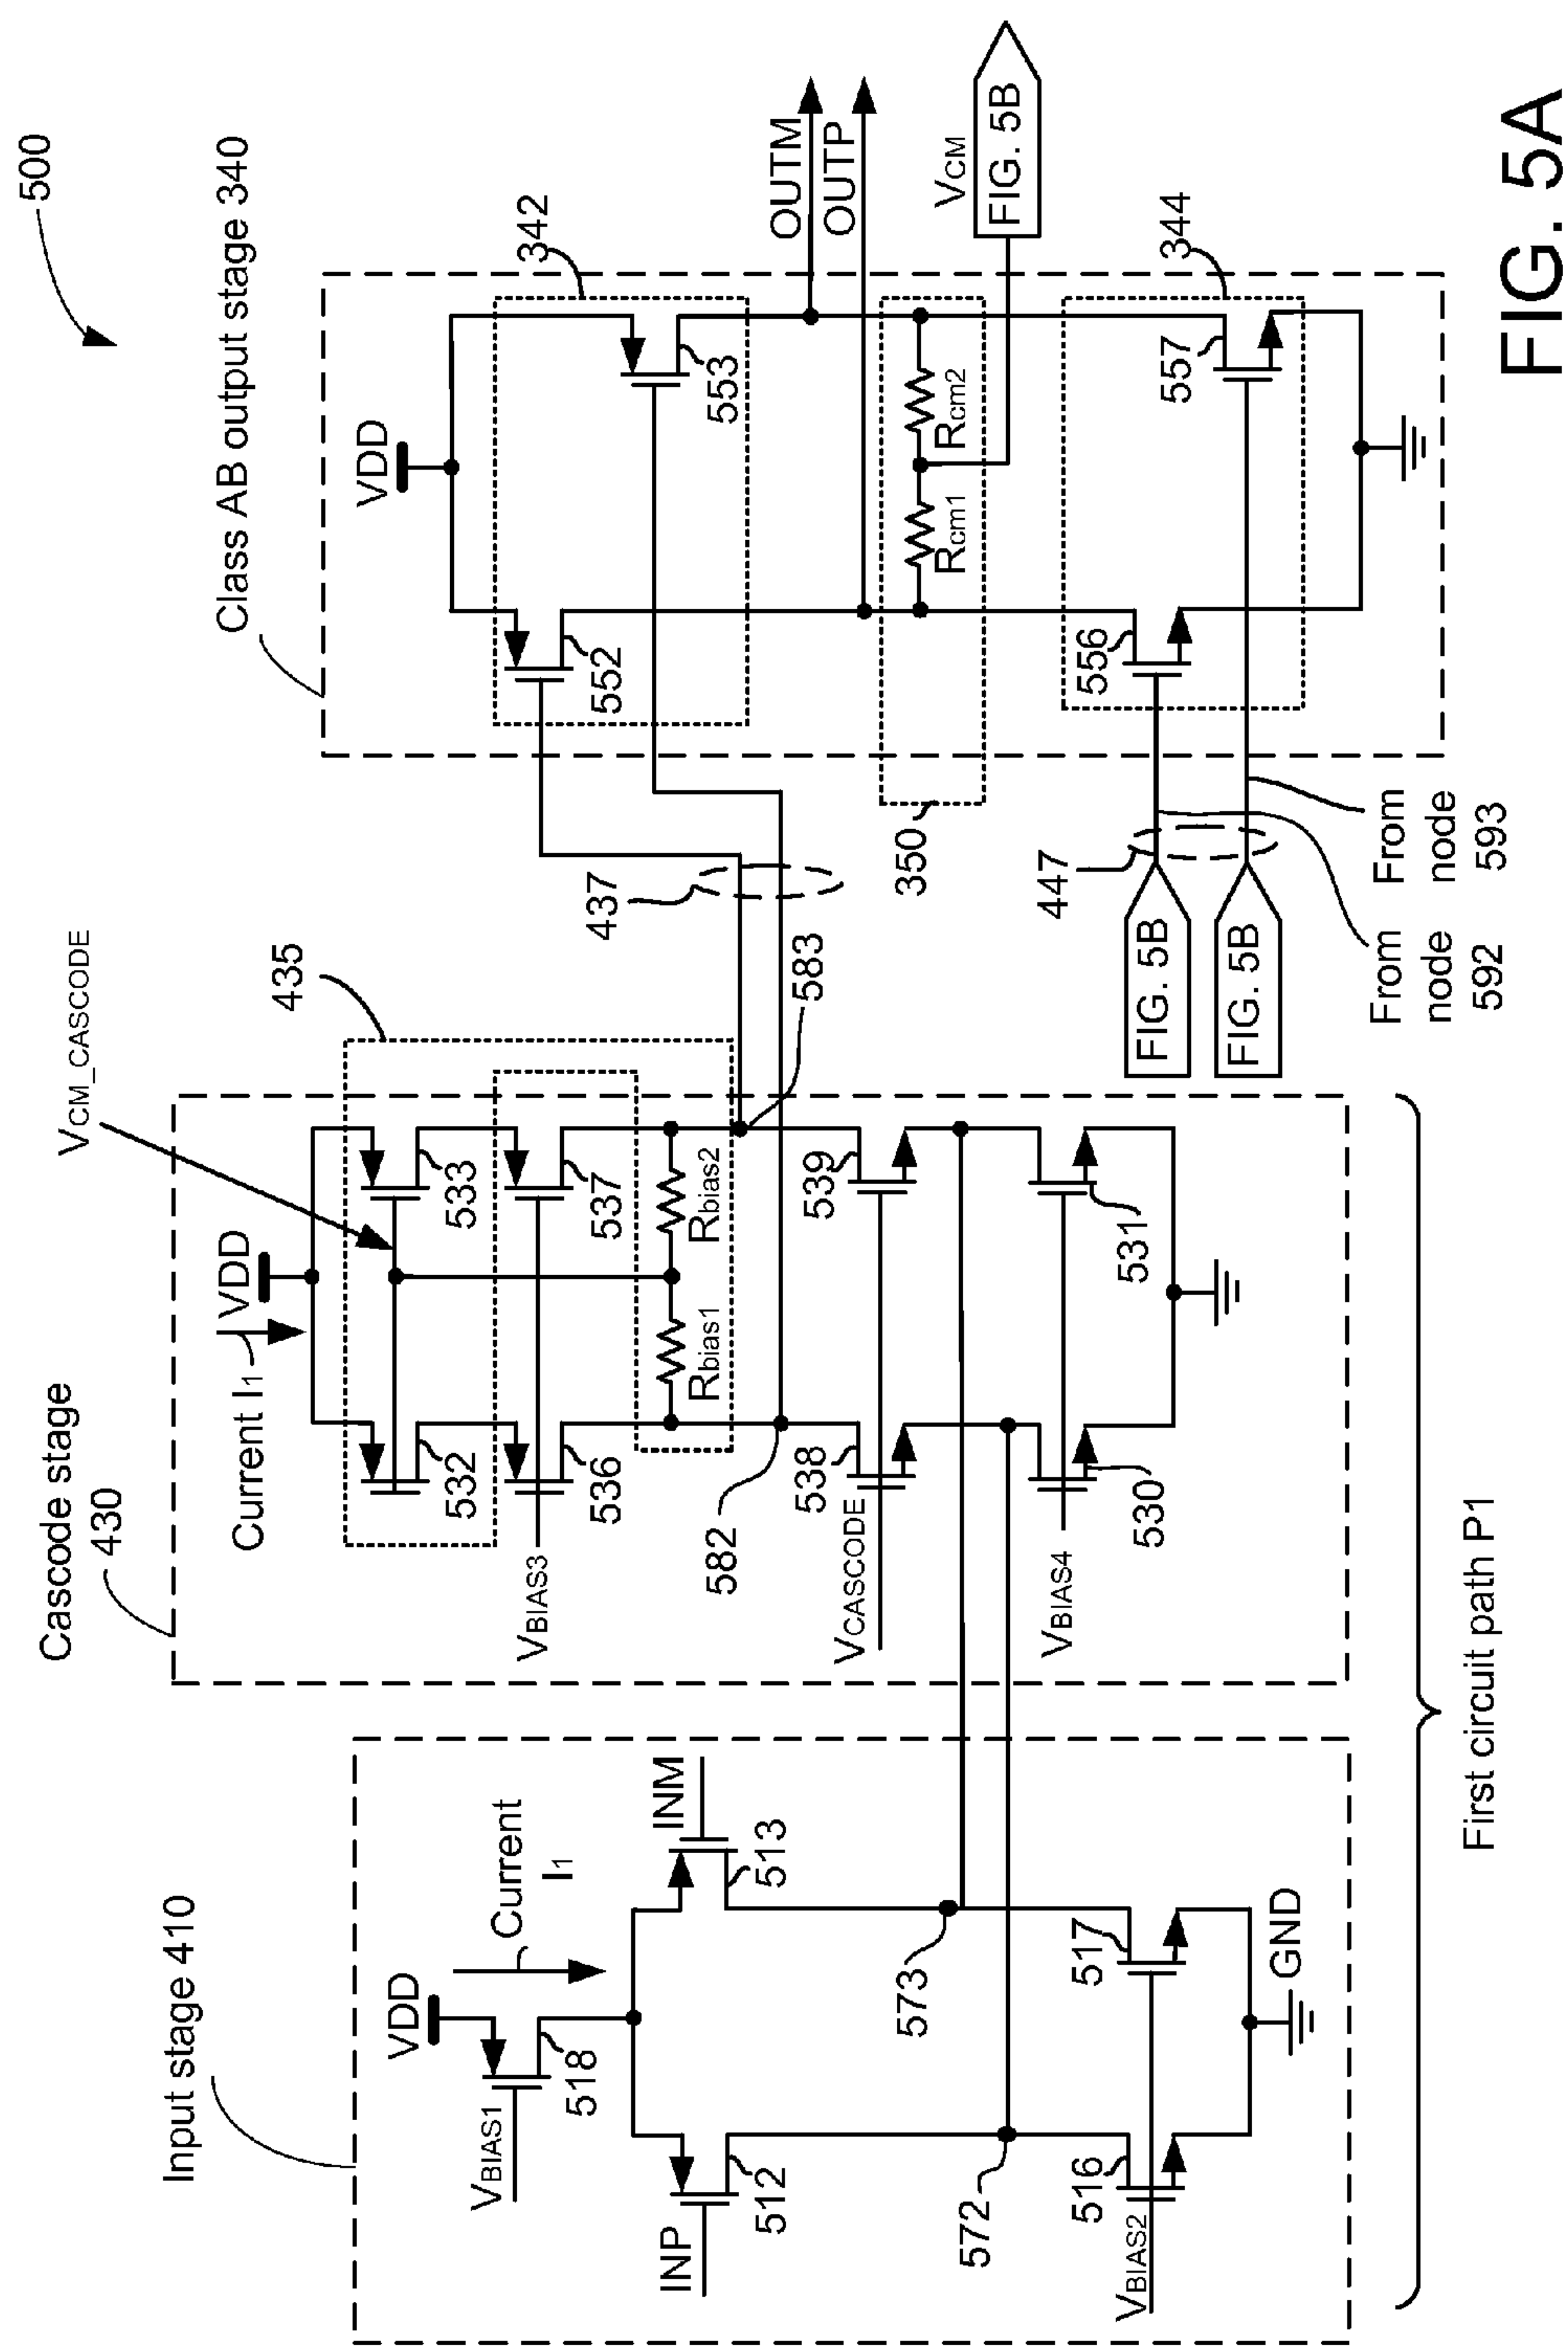 500
Input stage 410
VDD
Current
I1
VBIAS1
518
INP
512
INM
513
573
572
516
517
VBIAS2
GND
Cascode stage
430
Current I1
VDD
VCM_CASCODE
435
532
533
VBIAS3
536
537
Rbias1
Rbias2
582
583
538
539
VCASCODE
VBIAS4
530
531
First circuit path P1
437
Class AB output stage 340
VDD
342
552
553
OUTM
OUTP
VCM
FIG. 5B
Rcm1
Rcm2
350
344
556
557
447
FIG. 5B
FIG. 5B
From
node
592
From
node
593
FIG. 5A